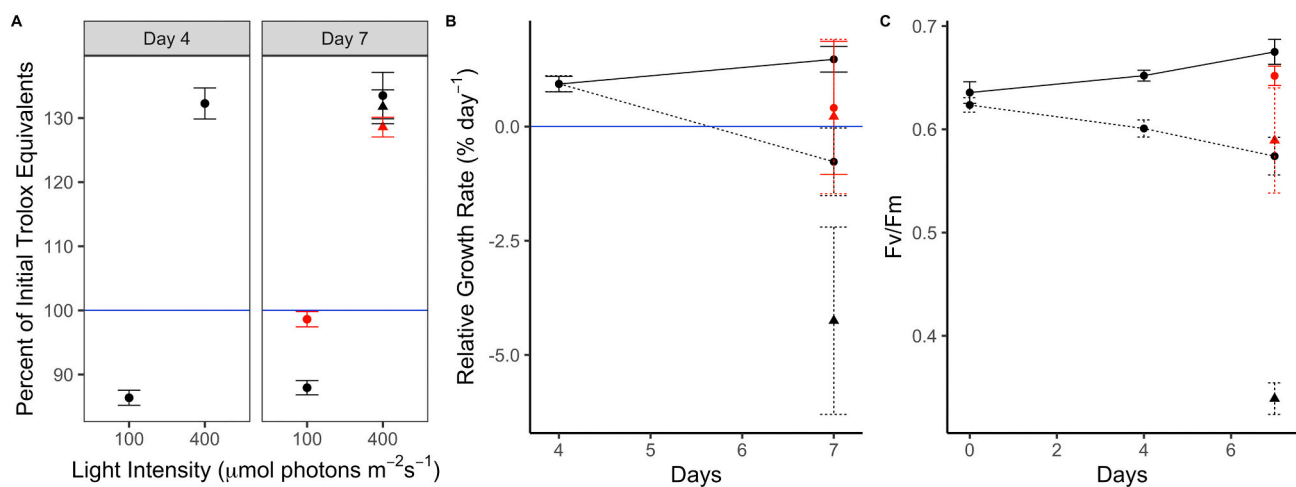 A
Day 4
Day 7
Percent of Initial Trolox Equivalents
130
120
110
100
90
100
400
100
400
Light Intensity (μmol photons m−2s−1)
B
Relative Growth Rate (% day−1)
0.0
-2.5
-5.0
4
5
6
7
Days
C
Fv/Fm
0.7
0.6
0.5
0.4
0
2
4
6
Days